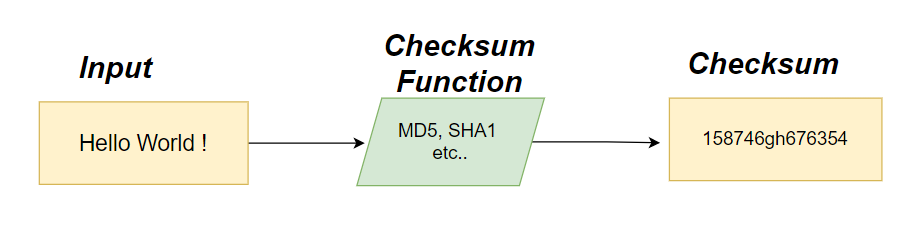 Input
Hello World !
Checksum
Function
MD5, SHA1
etc..
Checksum
158746gh676354